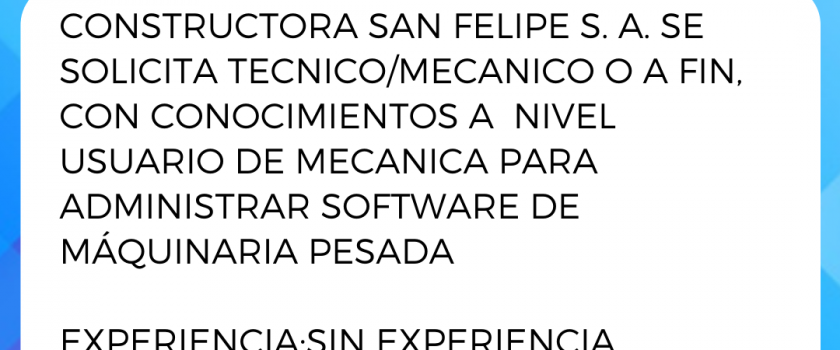 CONSTRUCTORA SAN FELIPE S. A. SE
SOLICITA TECNICO/MECANICO O A FIN,
CON CONOCIMIENTOS A  NIVEL
USUARIO DE MECANICA PARA
ADMINISTRAR SOFTWARE DE
MÁQUINARIA PESADA
EXPERIENCIA:SIN EXPERIENCIA